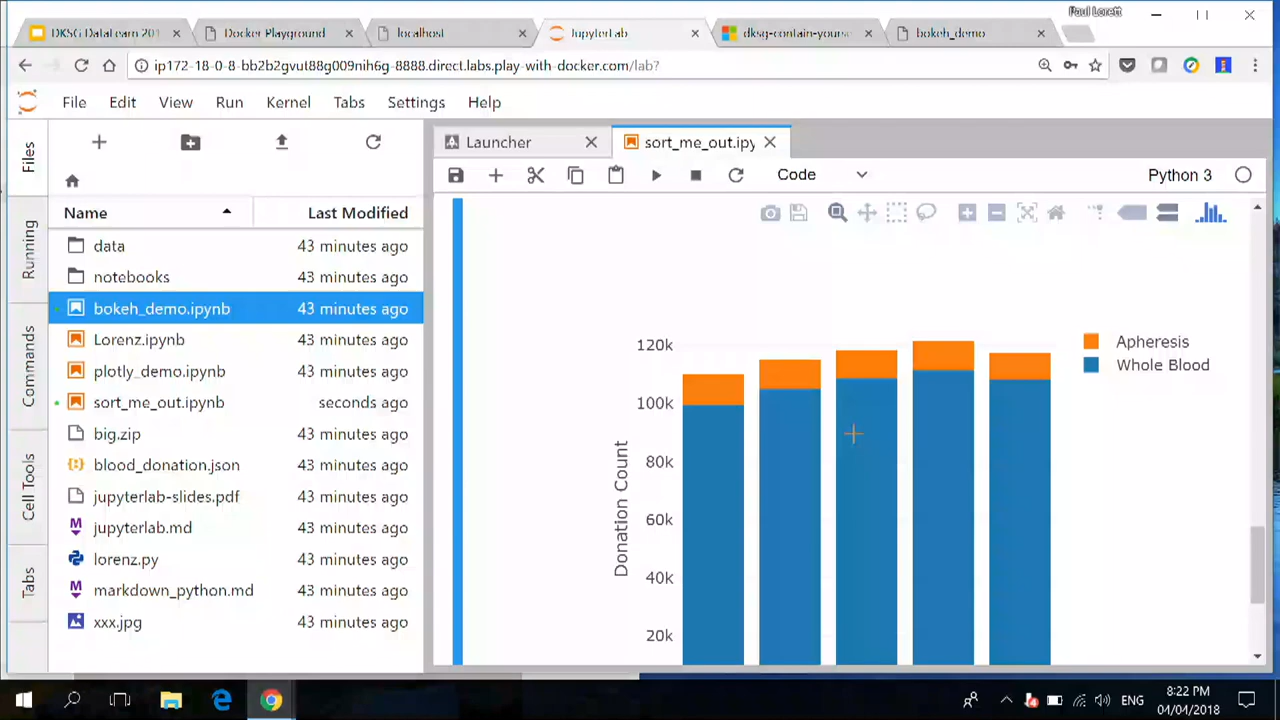 Paul Lorett
DKSG DataLearn 201
Docker Playground
localhost
JupyterLab
dksg-contain-yourse
bokeh_demo
ip172-18-0-8-bb2b2gvut88g009nih6g-8888.direct.labs.play-with-docker.com/lab?
File Edit View Run Kernel Tabs Settings Help
Files
Running
Commands
Cell Tools
Tabs
Name Last Modified
data 43 minutes ago
notebooks 43 minutes ago
bokeh_demo.ipynb 43 minutes ago
Lorenz.ipynb 43 minutes ago
plotly_demo.ipynb 43 minutes ago
sort_me_out.ipynb seconds ago
big.zip 43 minutes ago
blood_donation.json 43 minutes ago
jupyterlab-slides.pdf 43 minutes ago
jupyterlab.md 43 minutes ago
lorenz.py 43 minutes ago
markdown_python.md 43 minutes ago
xxx.jpg 43 minutes ago
Launcher
sort_me_out.ipy
Code
Python 3
120k
100k
80k
60k
40k
20k
Donation Count
Apheresis
Whole Blood
ENG
8:22 PM
04/04/2018